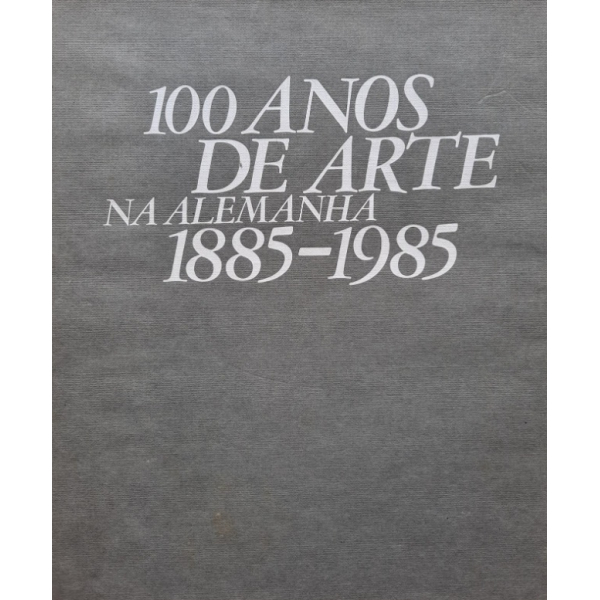 100 ANOS
DE ARTE
NA ALEMANHA
1885-1985